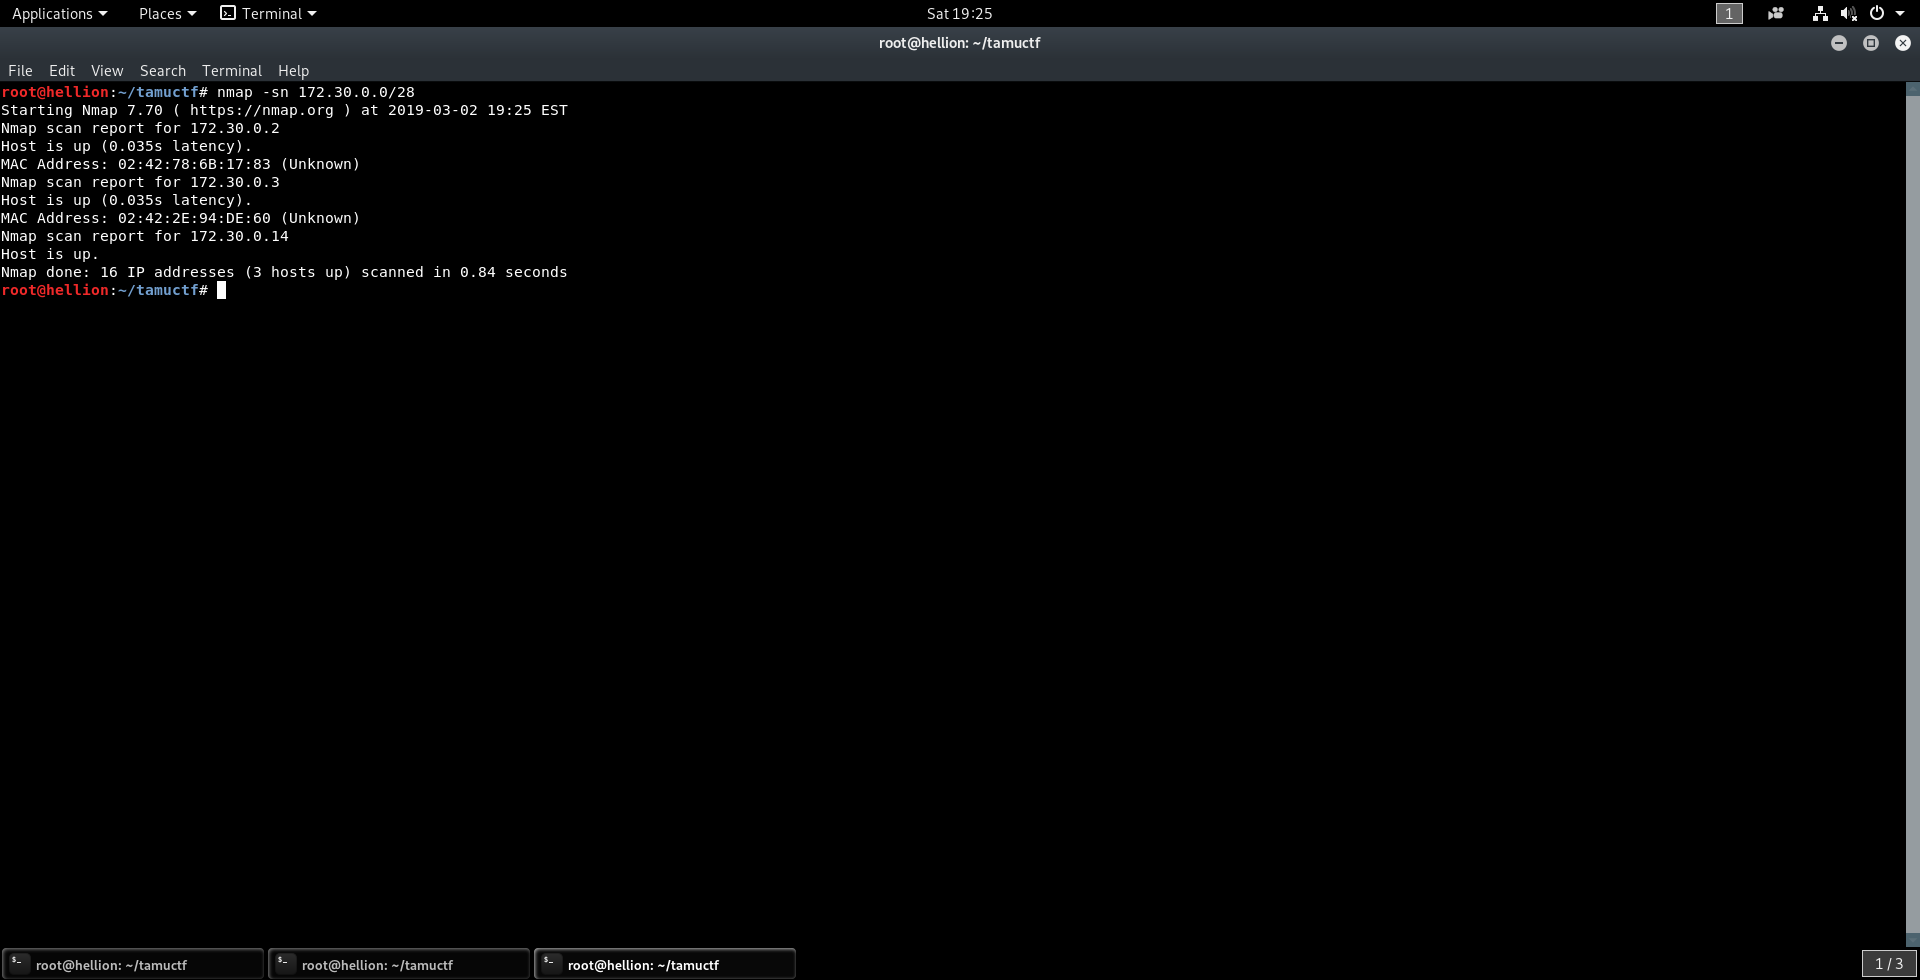 Applications Places Terminal Sat 19:25 1
root@hellion: ~/tamuctf
File Edit View Search Terminal Help
root@hellion:~/tamuctf# nmap -sn 172.30.0.0/28
Starting Nmap 7.70 ( https://nmap.org ) at 2019-03-02 19:25 EST
Nmap scan report for 172.30.0.2
Host is up (0.035s latency).
MAC Address: 02:42:78:6B:17:83 (Unknown)
Nmap scan report for 172.30.0.3
Host is up (0.035s latency).
MAC Address: 02:42:2E:94:DE:60 (Unknown)
Nmap scan report for 172.30.0.14
Host is up.
Nmap done: 16 IP addresses (3 hosts up) scanned in 0.84 seconds
root@hellion:~/tamuctf#
root@hellion: ~/tamuctf root@hellion: ~/tamuctf root@hellion: ~/tamuctf 1 / 3